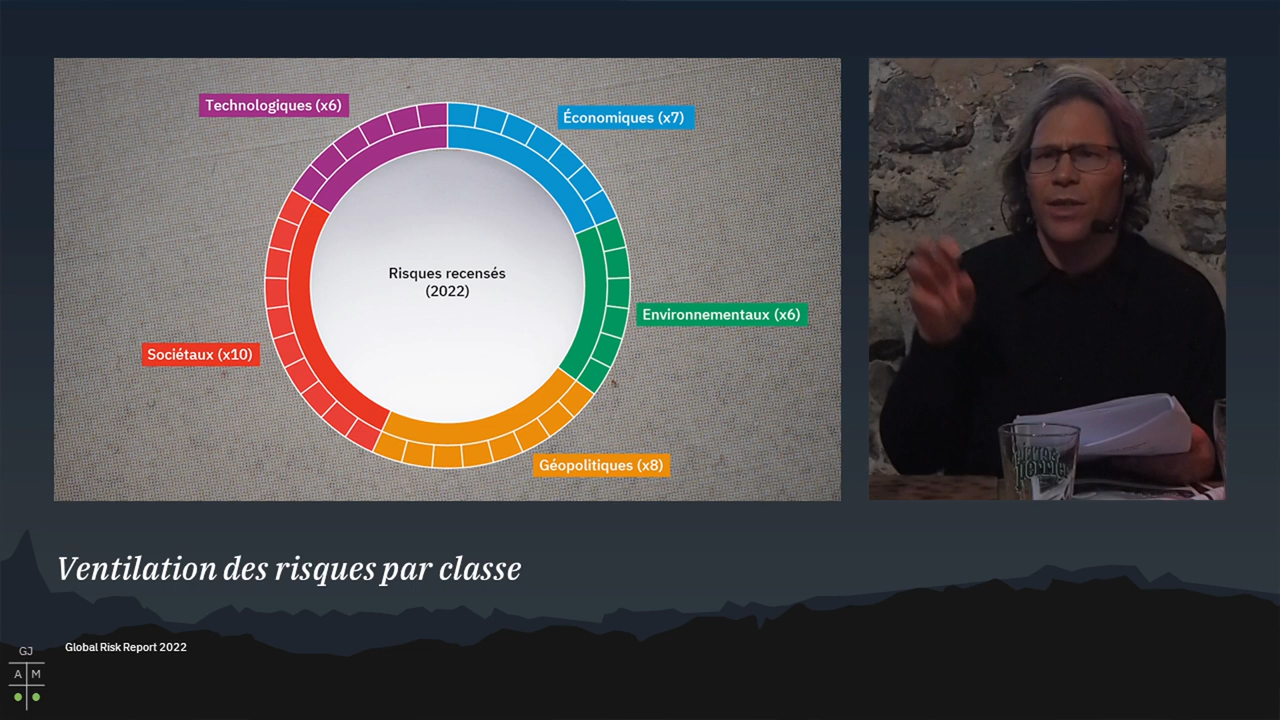 Technologiques (x6)
Économiques (x7)
Risques recensés
(2022)
Environnementaux (x6)
Sociétaux (x10)
Géopolitiques (x8)
Ventilation des risques par classe
Global Risk Report 2022
GJ
A M